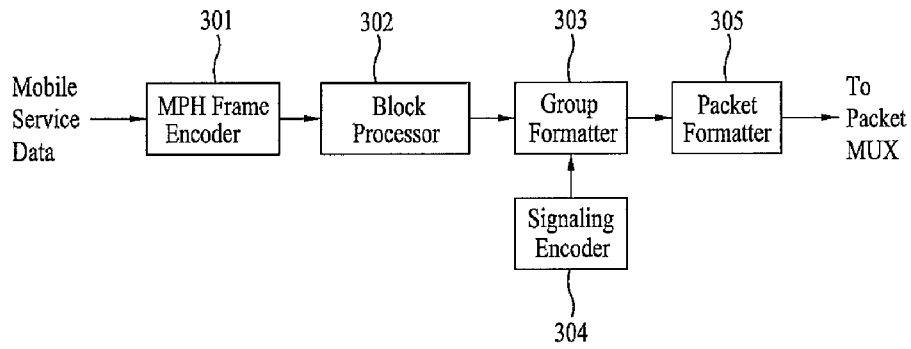 301
302
303
305
Mobile
Service
Data
MPH Frame
Encoder
Block
Processor
Group
Formatter
Packet
Formatter
To
Packet
MUX
Signaling
Encoder
304